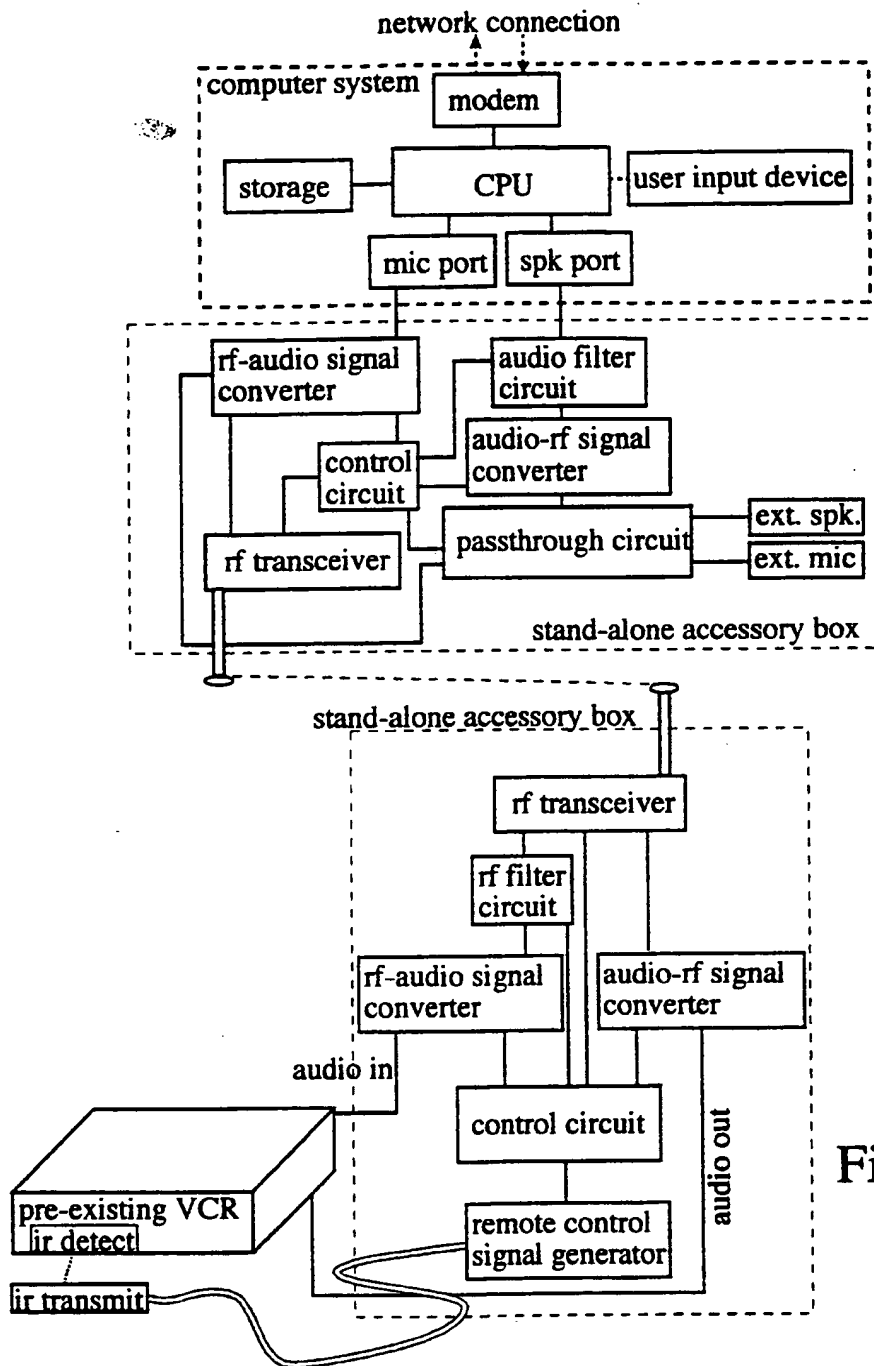 network connection
computer system
modem
storage
CPU
user input device
mic port
spk port
rf-audio signal
converter
audio filter
circuit
control
circuit
audio-rf signal
converter
rf transceiver
passthrough circuit
ext. spk.
ext. mic
stand-alone accessory box
stand-alone accessory box
rf transceiver
rf filter
circuit
rf-audio signal
converter
audio-rf signal
converter
audio in
control circuit
audio out
pre-existing VCR
ir detect
remote control
signal generator
ir transmit